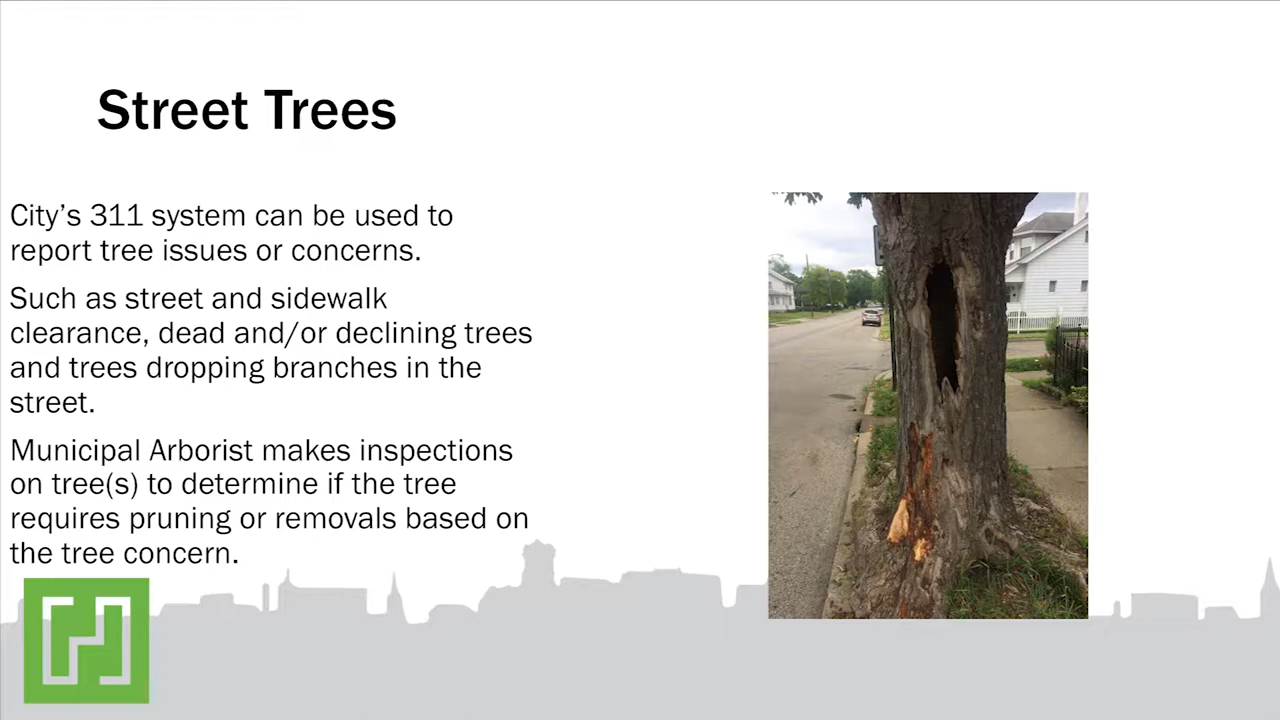 Street Trees
City's 311 system can be used to
report tree issues or concerns.
Such as street and sidewalk
clearance, dead and/or declining trees
and trees dropping branches in the
street.
Municipal Arborist makes inspections
on tree(s) to determine if the tree
requires pruning or removals based on
the tree concern.